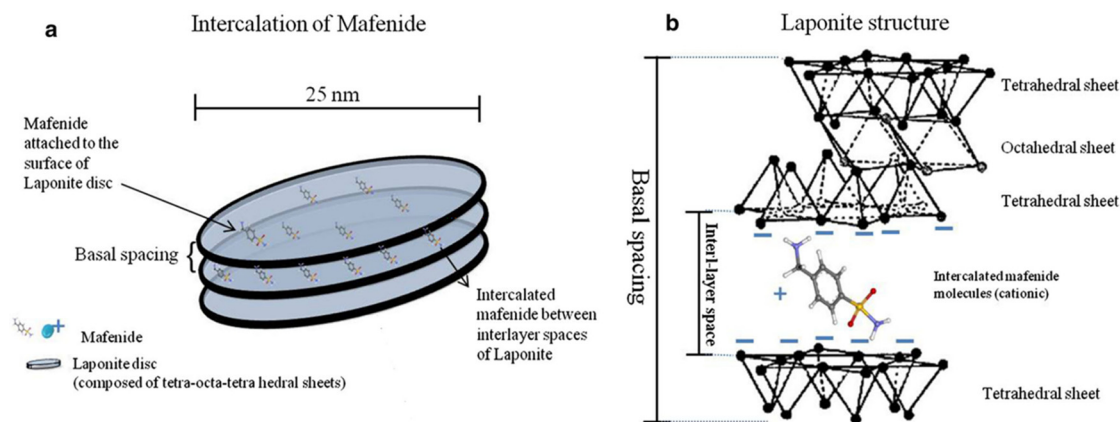 a
Intercalation of Mafenide
25 nm
Mafenide
attached to the
surface of
Laponite disc
Basal spacing
Intercalated
mafenide between
interlayer spaces
of Laponite
+
Mafenide
Laponite disc
(composed of tetra-octa-tetra hedral sheets)
b
Laponite structure
Basal spacing
Interl-layer space
Tetrahedral sheet
Octahedral sheet
Tetrahedral sheet
Intercalated mafenide
molecules (cationic)
+
Tetrahedral sheet